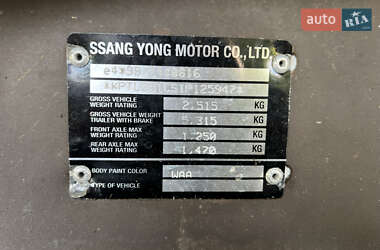 auto RIA.com
SSANG YONG MOTOR CO.,LTD
GROSS VEHICLE
WEIGHT RATING 2,515 KG
GROSS VEHICLE WEIGHT
TRAILER WITH BRAKE 5,315 KG
FRONT AXLE MAX
WEIGHT RATING 1,250 KG
REAR AXLE MAX
WEIGHT RATING 1,470 KG
BODY PAINT COLOR WAA
TYPE OF VEHICLE